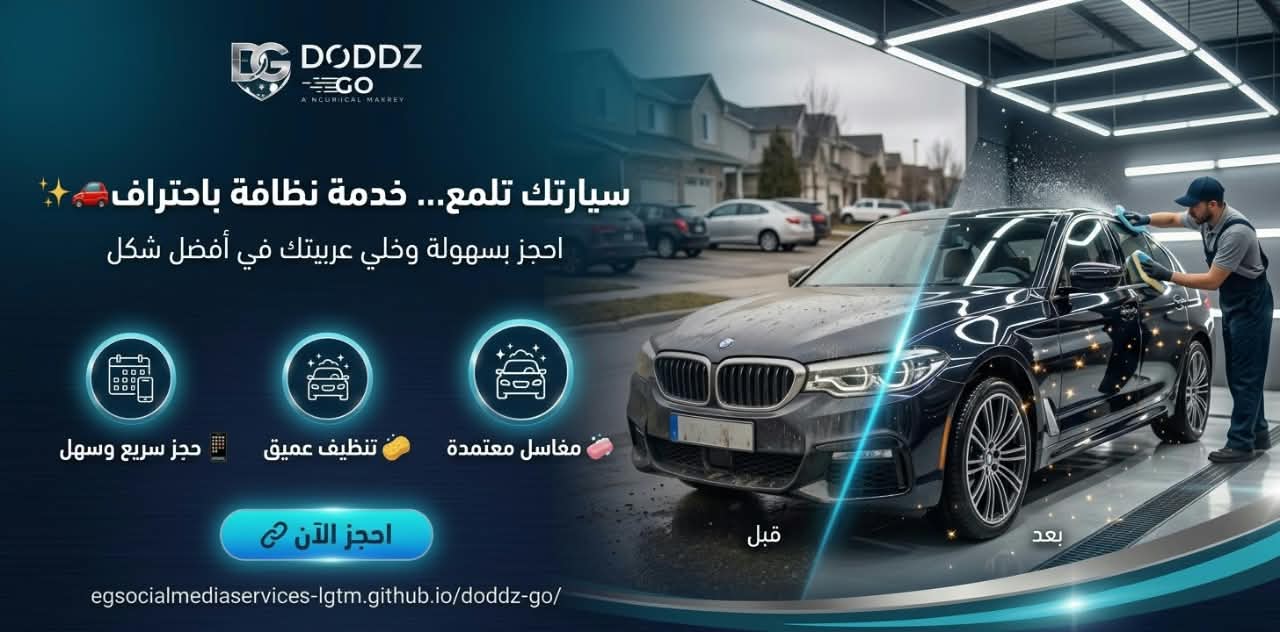 DG DODDZ
GO
سيارتك تلمع... خدمة نظافة باحتراف🚗✨
احجز بسهولة وخلي عربيتك في أفضل شكل
🧼 مغاسل معتمدة
🧽 تنظيف عميق
📱 حجز سريع وسهل
احجز الآن 🔗
egsocialmediaservices-lgtm.github.io/doddz-go/
قبل
بعد